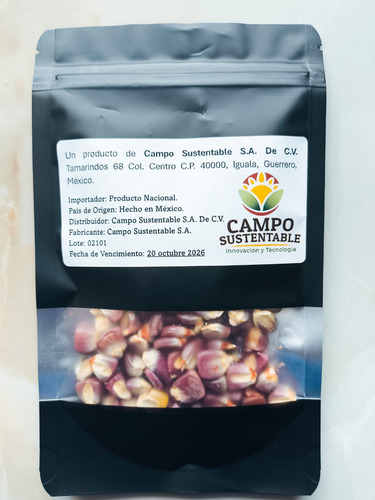 Un producto de Campo Sustentable S.A. De C.V.
Tamarindos 68 Col. Centro C.P. 40000, Iguala, Guerrero,
México.
Importador: Producto Nacional.
Pais de Origen: Hecho en México.
Distribuidor: Campo Sustentable S.A. De C.V.
Fabricante: Campo Sustentable S.A.
Lote: 02101
Fecha de Vencimiento: 20 octubre 2026
CAMPO
SUSTENTABLE
Innovación y Tecnología